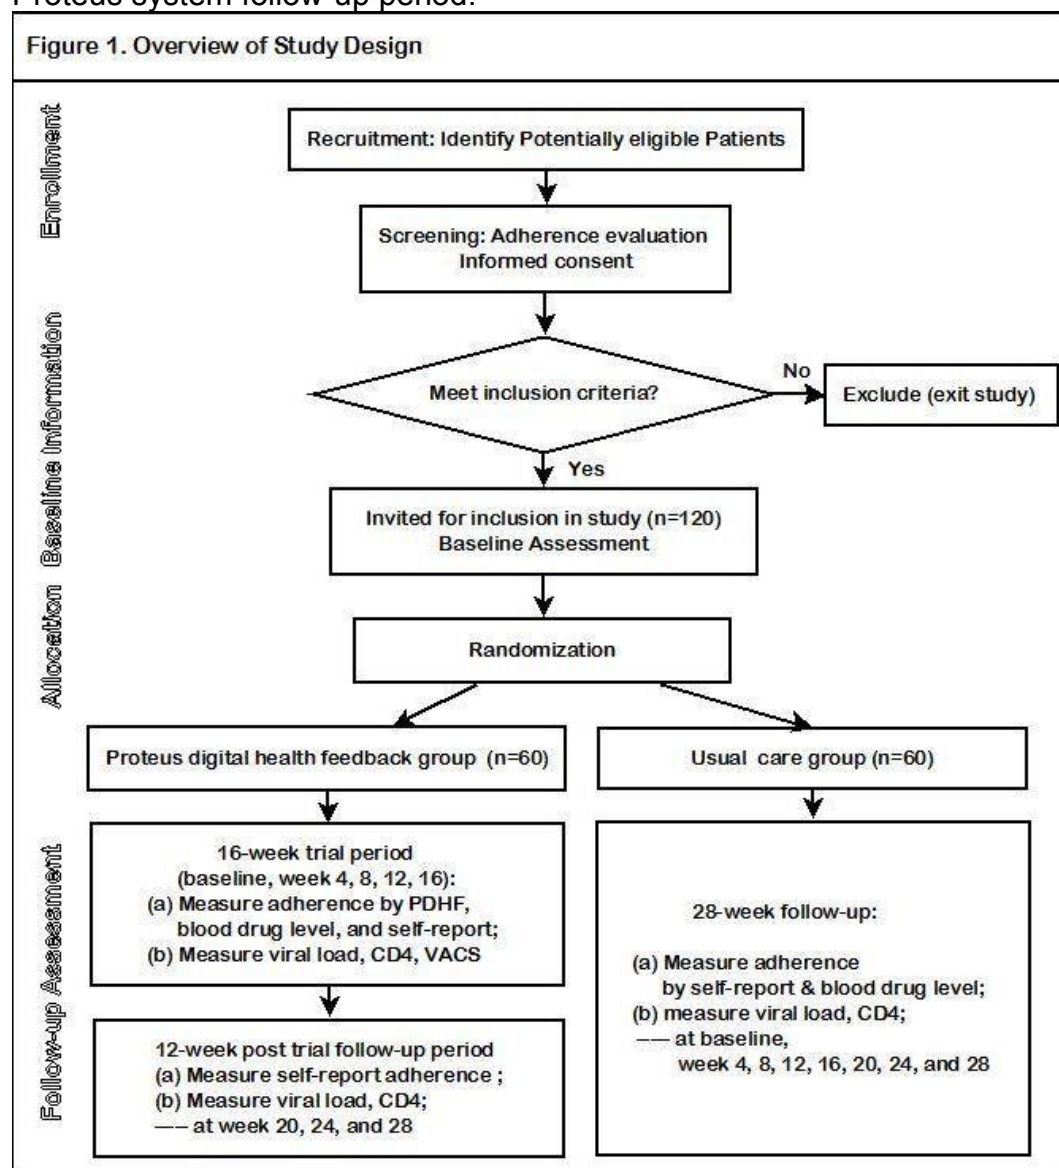 Proteus system follow-up period.
Figure 1. Overview of Study Design
Enrollment
Recruitment: Identify Potentially eligible Patients
Screening: Adherence evaluation
Informed consent
Baseline Information
Meet inclusion criteria?
No
Exclude (exit study)
Yes
Invited for inclusion in study (n=120)
Baseline Assessment
Allocation
Randomization
Proteus digital health feedback group (n=60)
Usual care group (n=60)
Follow-up Assessment
16-week trial period
(baseline, week 4, 8, 12, 16):
(a) Measure adherence by PDHF,
blood drug level, and self-report;
(b) Measure viral load, CD4, VACS
12-week post trial follow-up period
(a) Measure self-report adherence ;
(b) Measure viral load, CD4;
—– at week 20, 24, and 28
28-week follow-up:
(a) Measure adherence
by self-report & blood drug level;
(b) measure viral load, CD4;
—– at baseline,
week 4, 8, 12, 16, 20, 24, and 28